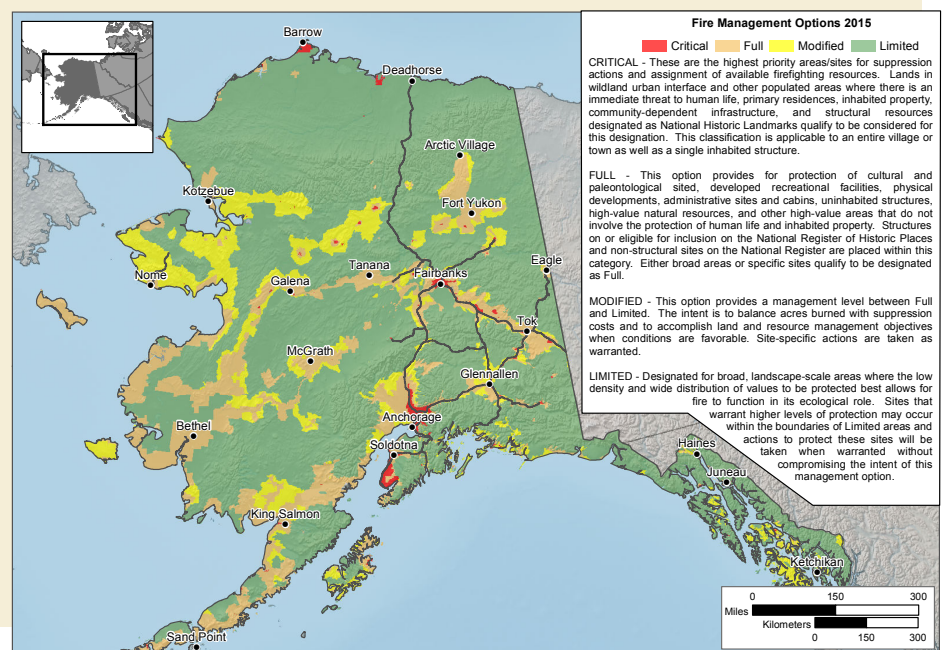 Fire Management Options 2015
Critical Full Modified Limited
CRITICAL - These are the highest priority areas/sites for suppression
actions and assignment of available firefighting resources. Lands in
wildland urban interface and other populated areas where there is an
immediate threat to human life, primary residences, inhabited property,
community-dependent infrastructure, and structural resources
designated as National Historic Landmarks qualify to be considered for
this designation. This classification is applicable to an entire village or
town as well as a single inhabited structure.
FULL - This option provides for protection of cultural and
paleontological sited, developed recreational facilities, physical
developments, administrative sites and cabins, uninhabited structures,
high-value natural resources, and other high-value areas that do not
involve the protection of human life and inhabited property. Structures
on or eligible for inclusion on the National Register of Historic Places
and non-structural sites on the National Register are placed within this
category. Either broad areas or specific sites qualify to be designated
as Full.
MODIFIED - This option provides a management level between Full
and Limited. The intent is to balance acres burned with suppression
costs and to accomplish land and resource management objectives
when conditions are favorable. Site-specific actions are taken as
warranted.
LIMITED - Designated for broad, landscape-scale areas where the low
density and wide distribution of values to be protected best allows for
fire to function in its ecological role. Sites that
warrant higher levels of protection may occur
within the boundaries of Limited areas and
actions to protect these sites will be
taken when warranted without
compromising the intent of this
management option.
Barrow
Deadhorse
Arctic Village
Kotzebue
Fort Yukon
Nome
Galena
Tanana
Fairbanks
Eagle
Tok
McGrath
Glennallen
Bethel
Anchorage
Soldotna
Haines
Juneau
King Salmon
Ketchikan
Sand Point
0 150 300
Miles
Kilometers
0 150 300